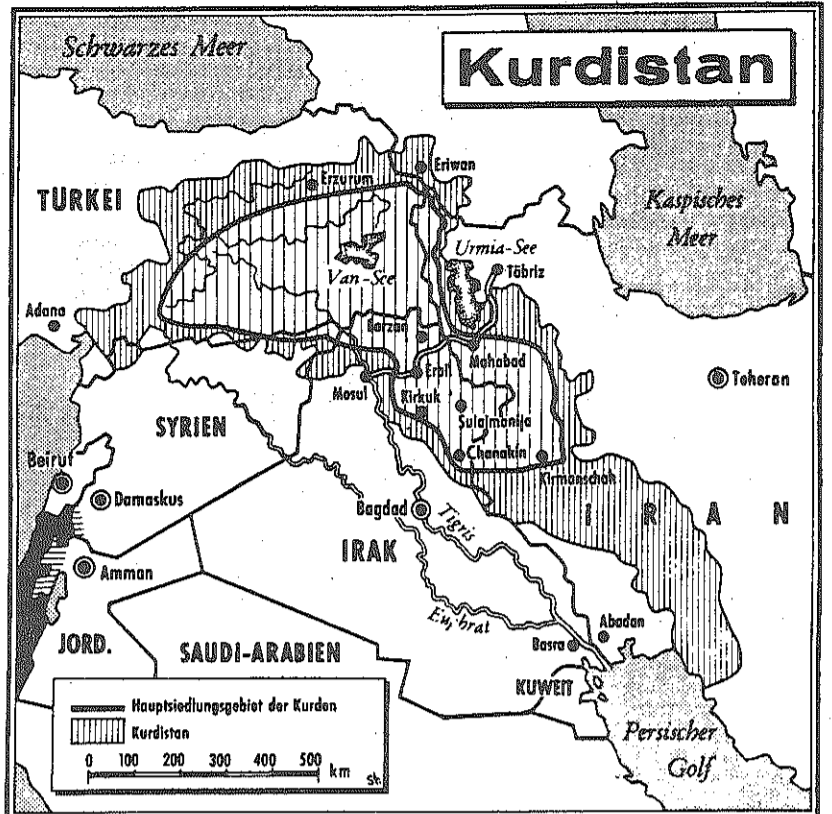 Kurdistan
Schwarzes Meer
Kaspisches
Meer
TÜRKEI
Erzurum
Eriwan
Van-See
Urmia-See
Täbriz
Adana
Barzan
Mahabad
Mosul
Erbil
Kirkuk
Sulajmanija
Teheran
SYRIEN
Chanakin
Kirmanschah
Beirut
Damaskus
Bagdad
Tigris
IRAN
IRAK
Amman
Euphrat
Abadan
Basra
JORD.
SAUDI-ARABIEN
KUWEIT
Persischer
Golf
Hauptsiedlungsgebiet der Kurden
Kurdistan
0 100 200 300 400 500
km
st.